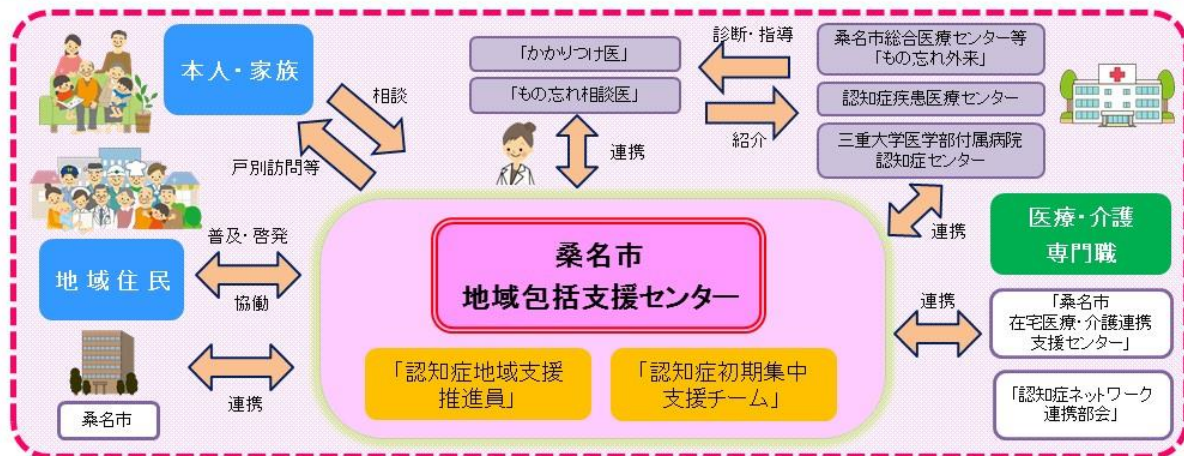 本人・家族
相談
戸別訪問等
「かかりつけ医」
「もの忘れ相談医」
連携
診断・指導
紹介
桑名市総合医療センター等
「もの忘れ外来」
認知症疾患医療センター
三重大学医学部付属病院
認知症センター
連携
地域住民
普及・啓発
協働
桑名市
連携
桑名市
地域包括支援センター
「認知症地域支援
推進員」
「認知症初期集中
支援チーム」
医療・介護
専門職
連携
「桑名市
在宅医療・介護連携
支援センター」
「認知症ネットワーク
連携部会」